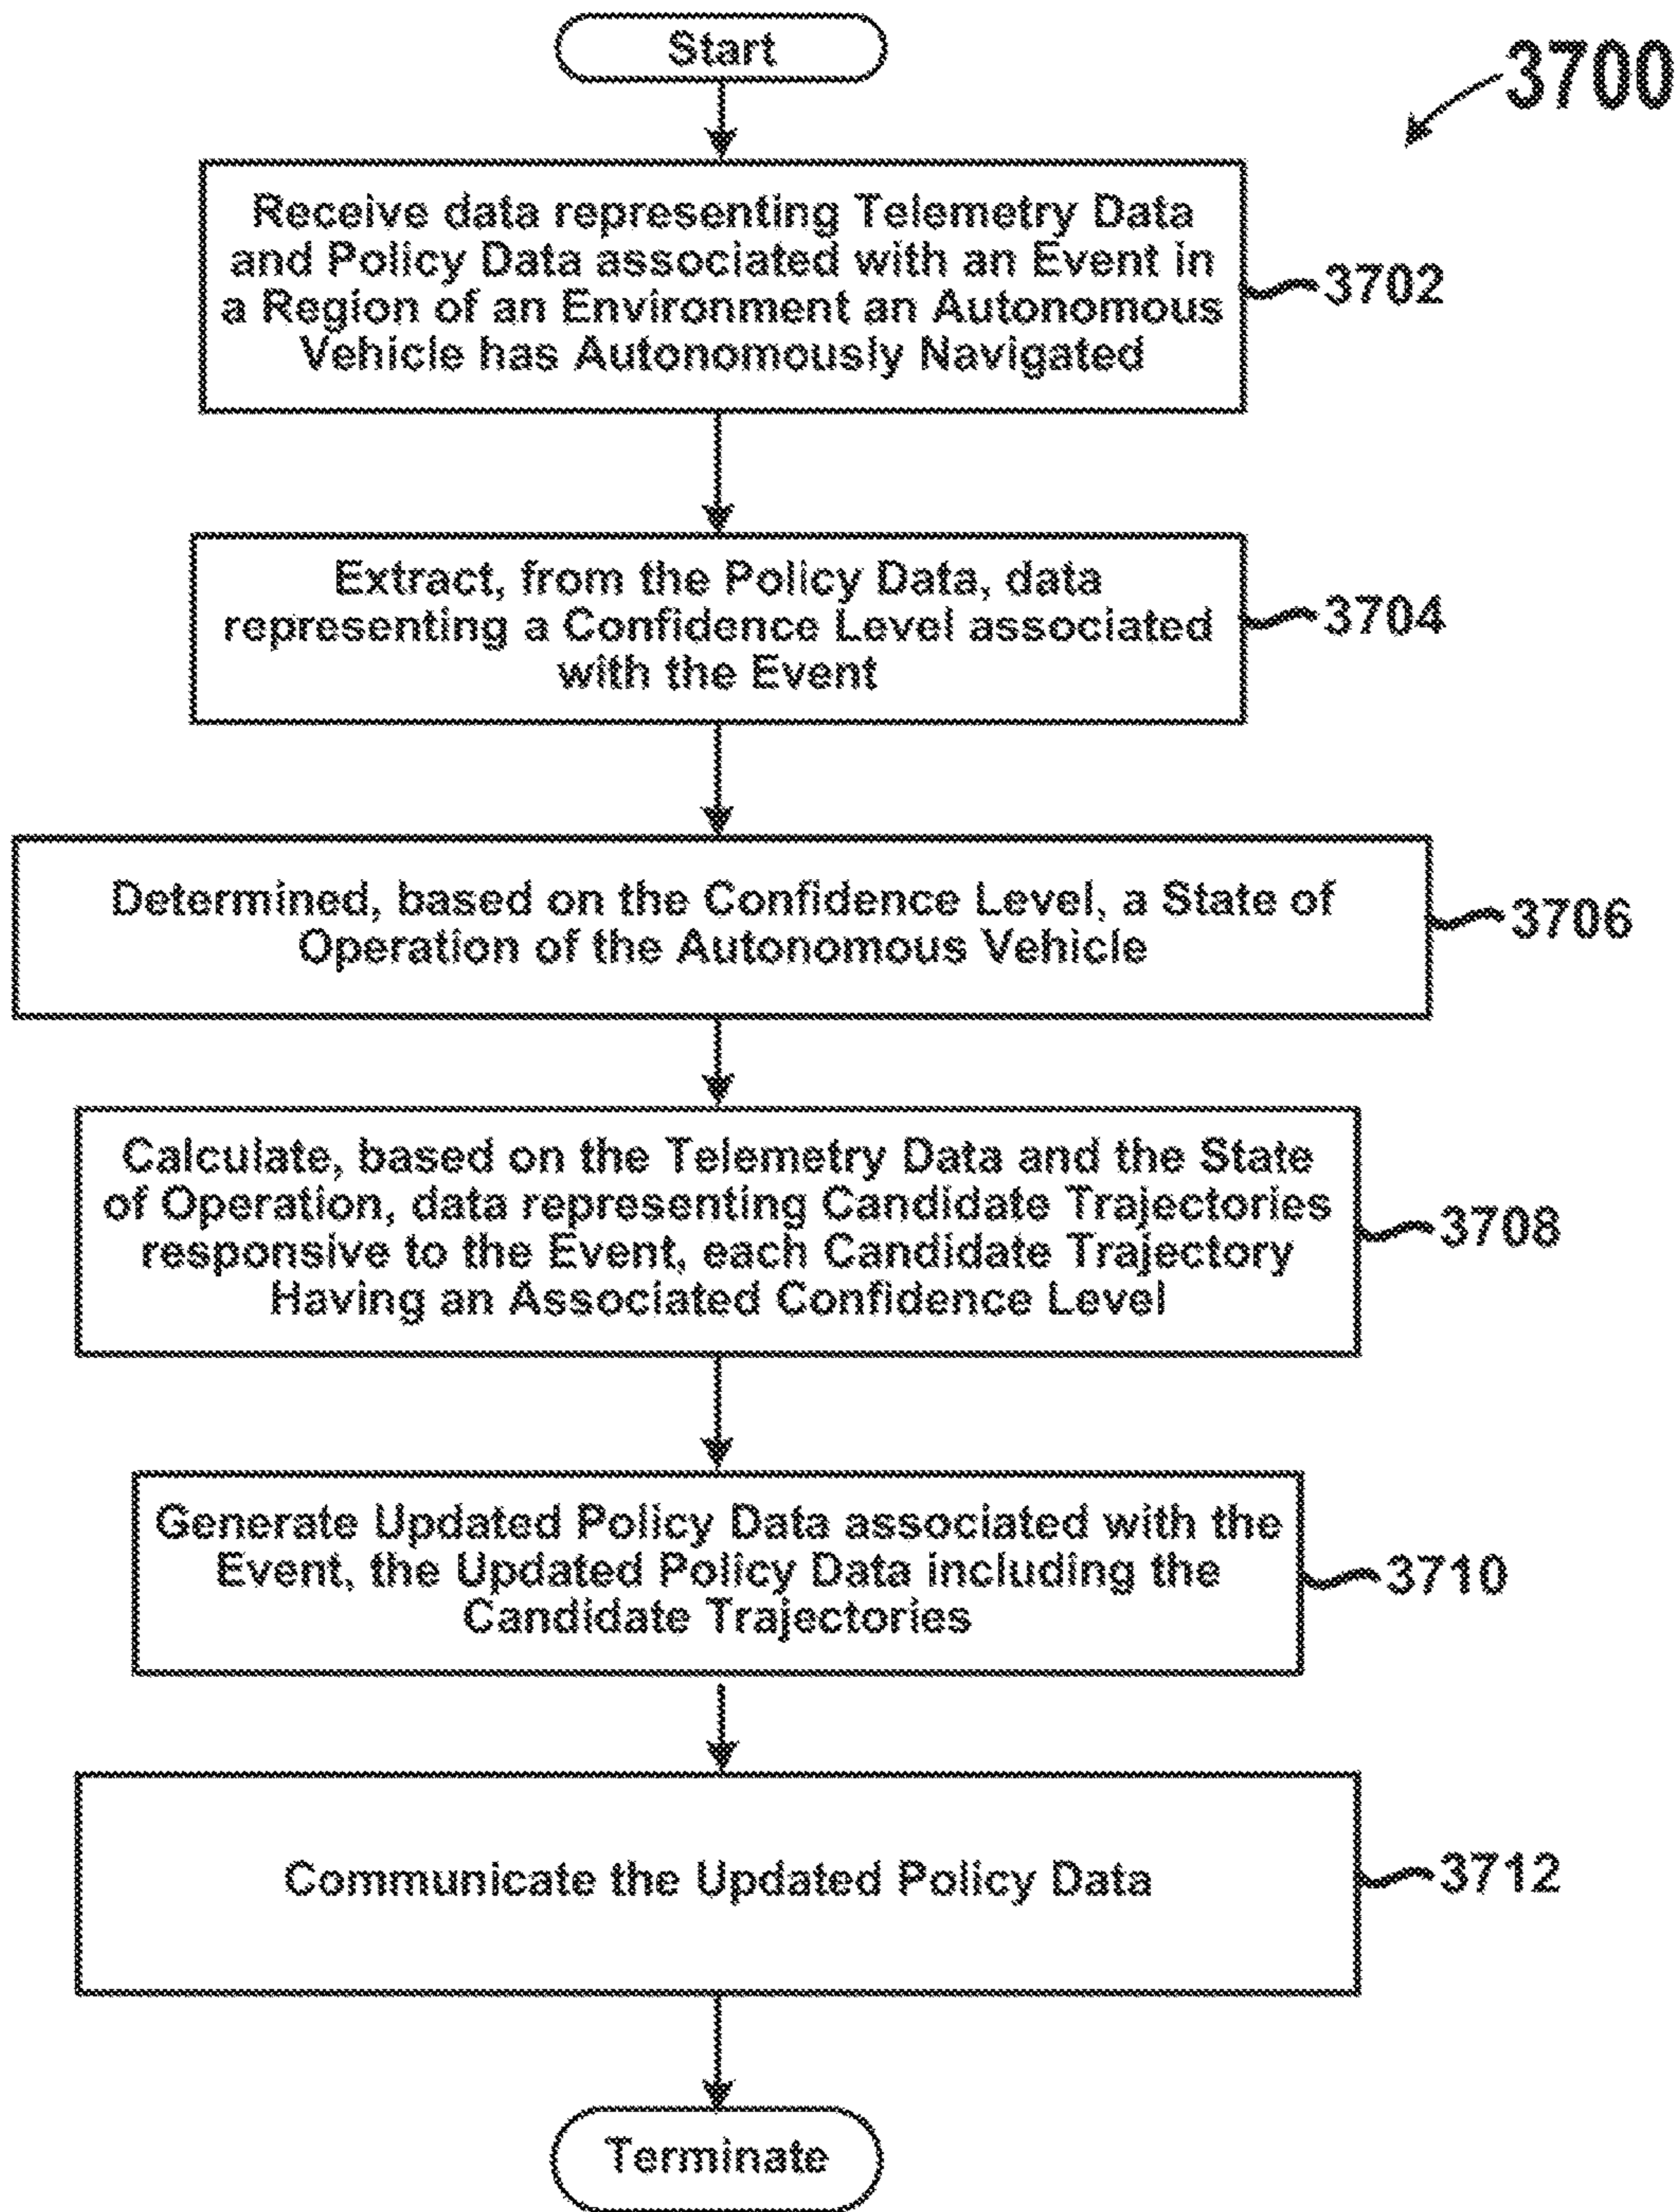 Start
3700
Receive data representing Telemetry Data
and Policy Data associated with an Event in
a Region of an Environment an Autonomous
Vehicle has Autonomously Navigated
3702
Extract, from the Policy Data, data
representing a Confidence Level associated
with the Event
3704
Determined, based on the Confidence Level, a State of
Operation of the Autonomous Vehicle
3706
Calculate, based on the Telemetry Data and the State
of Operation, data representing Candidate Trajectories
responsive to the Event, each Candidate Trajectory
Having an Associated Confidence Level
3708
Generate Updated Policy Data associated with the
Event, the Updated Policy Data including the
Candidate Trajectories
3710
Communicate the Updated Policy Data
3712
Terminate